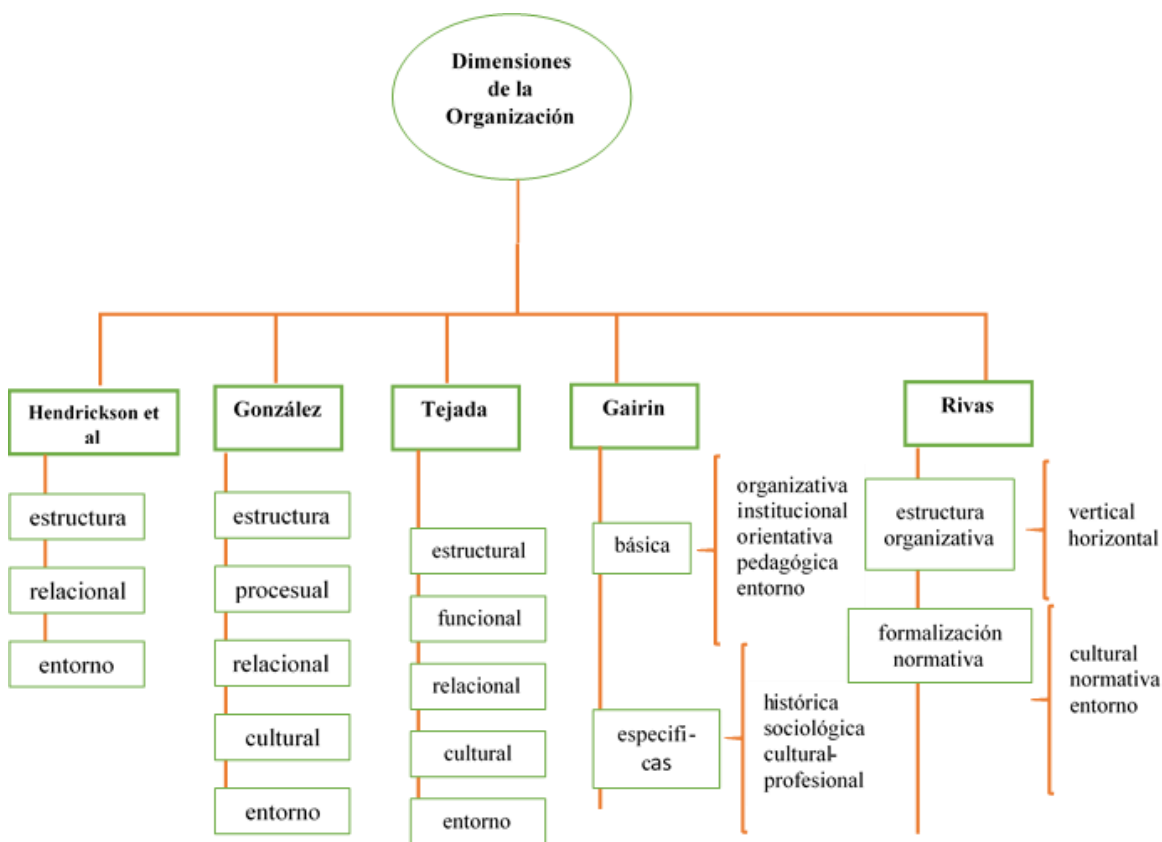 Dimensiones
de la
Organización
Hendrickson et
al
estructura
relacional
entorno
González
estructura
procesual
relacional
cultural
entorno
Tejada
estructural
funcional
relacional
cultural
entorno
Gairin
básica
organizativa
institucional
orientativa
pedagógica
entorno
especifi-
cas
histórica
sociológica
cultural-
profesional
Rivas
estructura
organizativa
vertical
horizontal
formalización
normativa
cultural
normativa
entorno